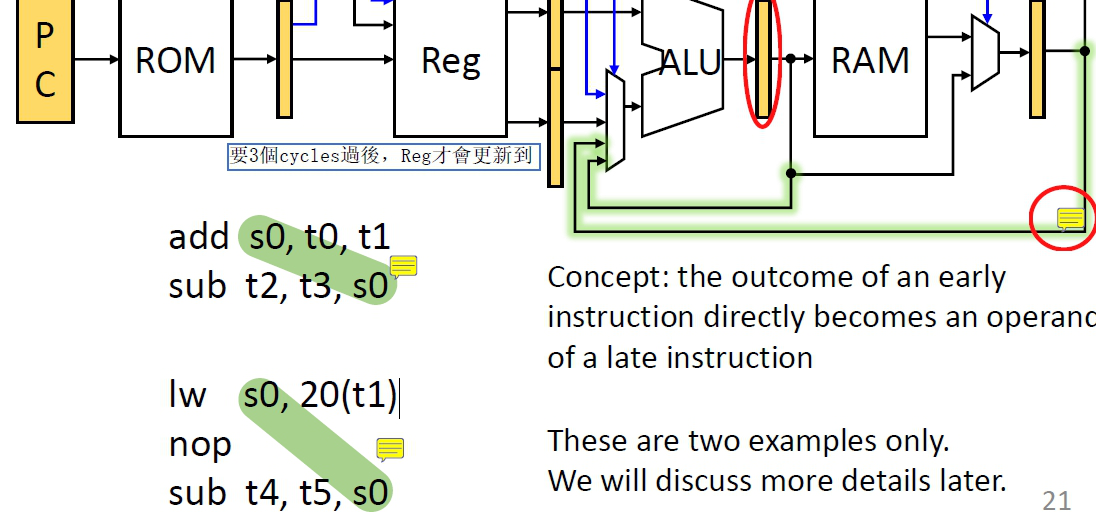 P
C
ROM
Reg
ALU
RAM
要3個cycles過後，Reg才會更新到
add s0, t0, t1
sub t2, t3, s0
lw s0, 20(t1)
nop
sub t4, t5, s0
Concept: the outcome of an early
instruction directly becomes an operand
of a late instruction
These are two examples only.
We will discuss more details later.
21